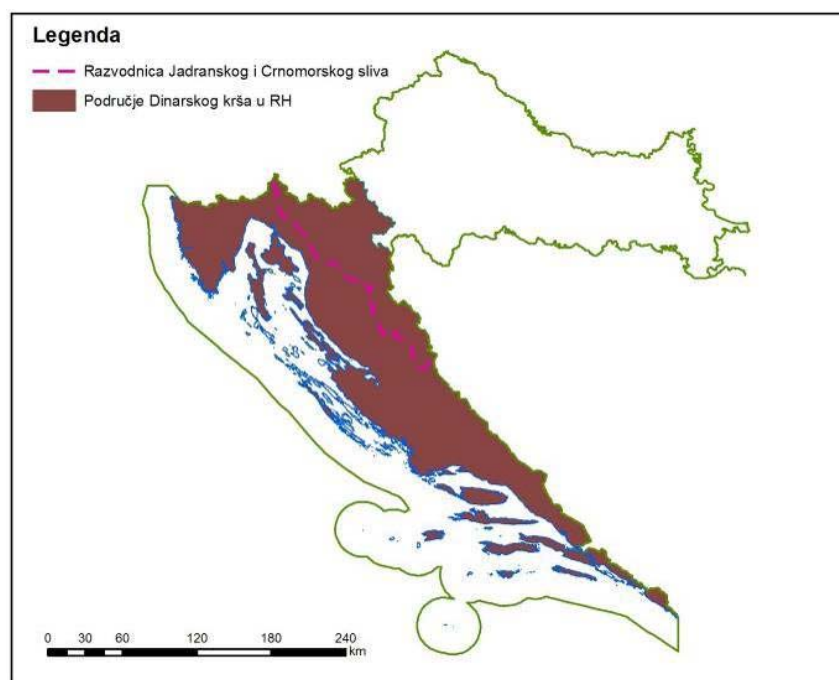 Legenda
Razvodnica Jadranskog i Crnomorskog sliva
Područje Dinarskog krša u RH
0 30 60 120 180 240
km